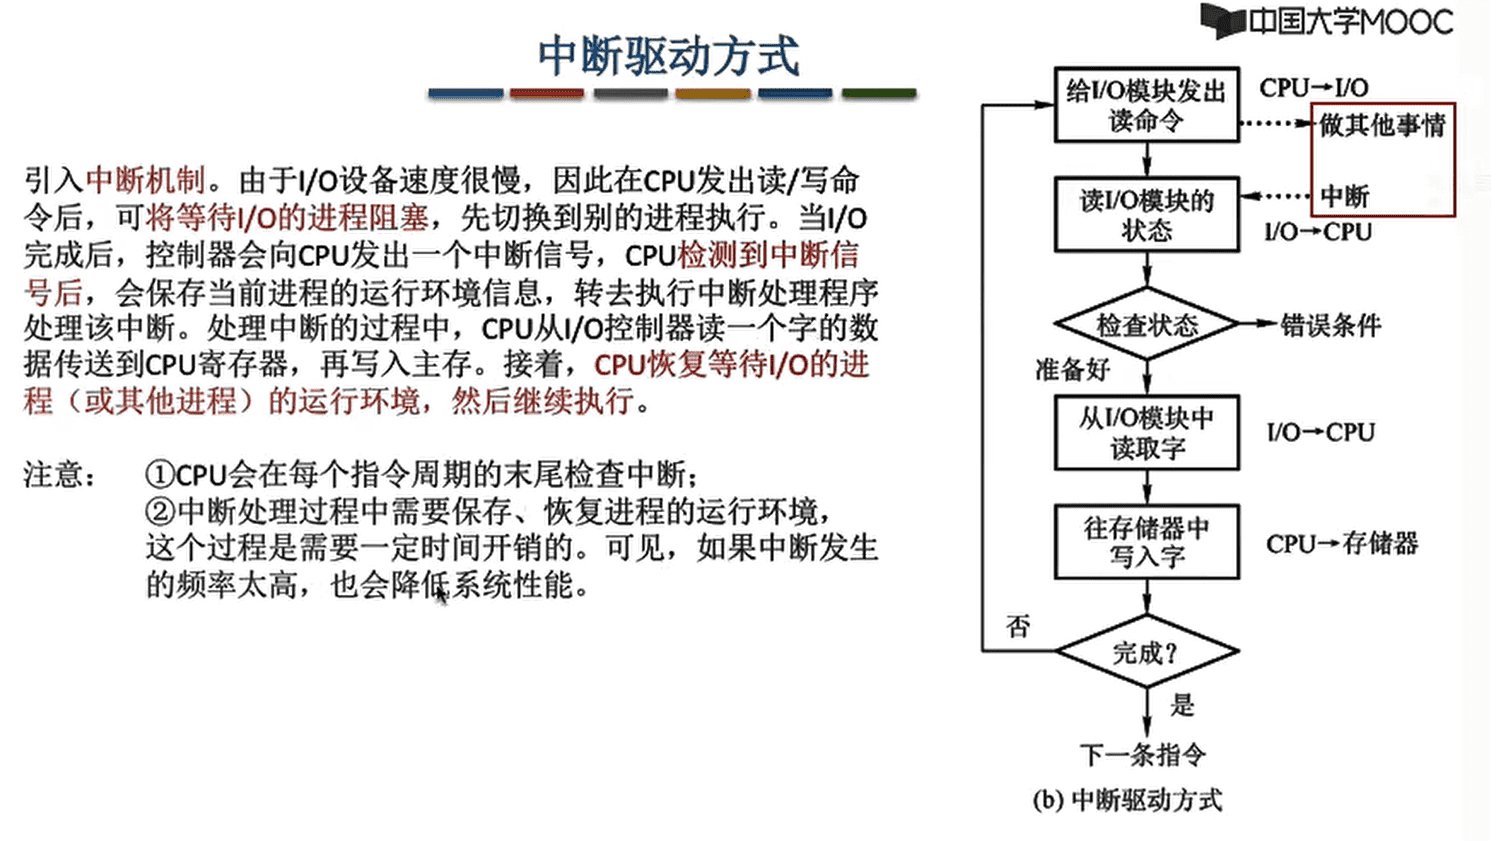 中国大学MOOC
中断驱动方式
引入中断机制。由于I/O设备速度很慢，因此在CPU发出读/写命
令后，可将等待I/O的进程阻塞，先切换到别的进程执行。当I/O
完成后，控制器会向CPU发出一个中断信号，CPU检测到中断信
号后，会保存当前进程的运行环境信息，转去执行中断处理程序
处理该中断。处理中断的过程中，CPU从I/O控制器读一个字的数
据传送到CPU寄存器，再写入主存。接着，CPU恢复等待I/O的进
程（或其他进程）的运行环境，然后继续执行。
注意：
①CPU会在每个指令周期的末尾检查中断；
②中断处理过程中需要保存、恢复进程的运行环境，
这个过程是需要一定时间开销的。可见，如果中断发生
的频率太高，也会降低系统性能。
给I/O模块发出
读命令
CPU→I/O
做其他事情
中断
读I/O模块的
状态
I/O→CPU
检查状态
错误条件
准备好
从I/O模块中
读取字
I/O→CPU
往存储器中
写入字
CPU→存储器
否
完成？
是
下一条指令
(b) 中断驱动方式